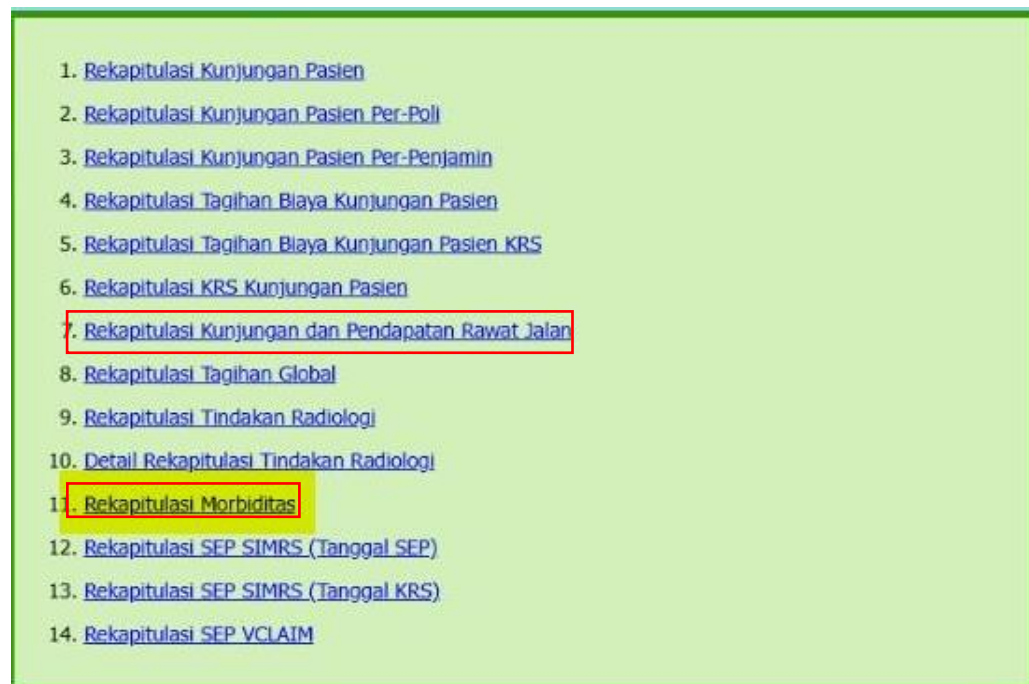 1. Rekapitulasi Kunjungan Pasien
2. Rekapitulasi Kunjungan Pasien Per-Poli
3. Rekapitulasi Kunjungan Pasien Per-Penjamin
4. Rekapitulasi Tagihan Biaya Kunjungan Pasien
5. Rekapitulasi Tagihan Biaya Kunjungan Pasien KRS
6. Rekapitulasi KRS Kunjungan Pasien
7. Rekapitulasi Kunjungan dan Pendapatan Rawat Jalan
8. Rekapitulasi Tagihan Global
9. Rekapitulasi Tindakan Radiologi
10. Detail Rekapitulasi Tindakan Radiologi
11. Rekapitulasi Morbiditas
12. Rekapitulasi SEP SIMRS (Tanggal SEP)
13. Rekapitulasi SEP SIMRS (Tanggal KRS)
14. Rekapitulasi SEP VCLAIM